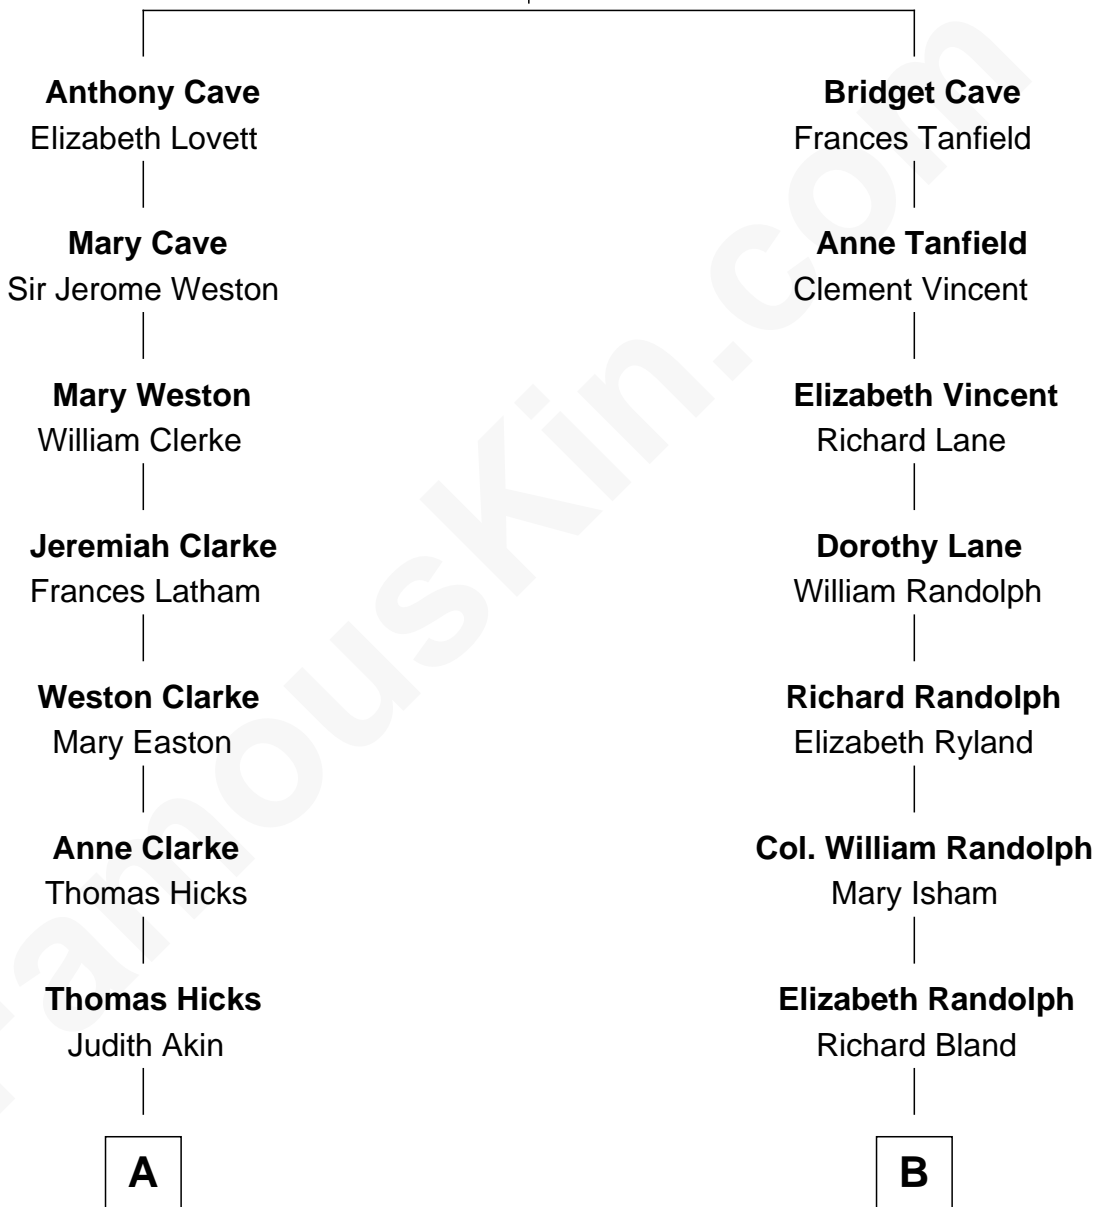 Anthony Cave
Elizabeth Lovett
Mary Cave
Sir Jerome Weston
Mary Weston
William Clerke
Jeremiah Clarke
Frances Latham
Weston Clarke
Mary Easton
Anne Clarke
Thomas Hicks
Thomas Hicks
Judith Akin
A
Bridget Cave
Frances Tanfield
Anne Tanfield
Clement Vincent
Elizabeth Vincent
Richard Lane
Dorothy Lane
William Randolph
Richard Randolph
Elizabeth Ryland
Col. William Randolph
Mary Isham
Elizabeth Randolph
Richard Bland
B
FamousKin.com